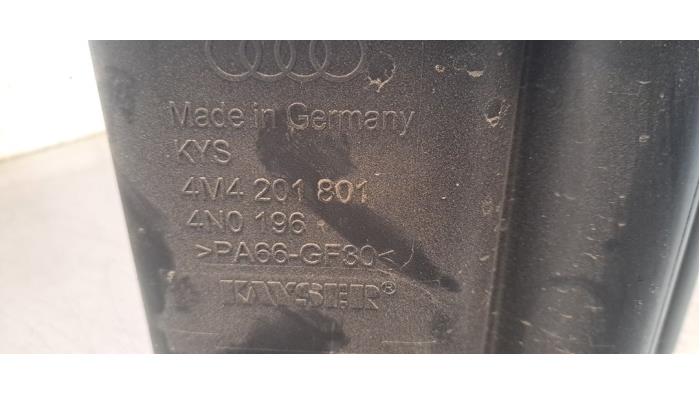 Made in Germany
KYS
4M4 201 801
4N0 196
>PA66-GF30<
KAYSER®